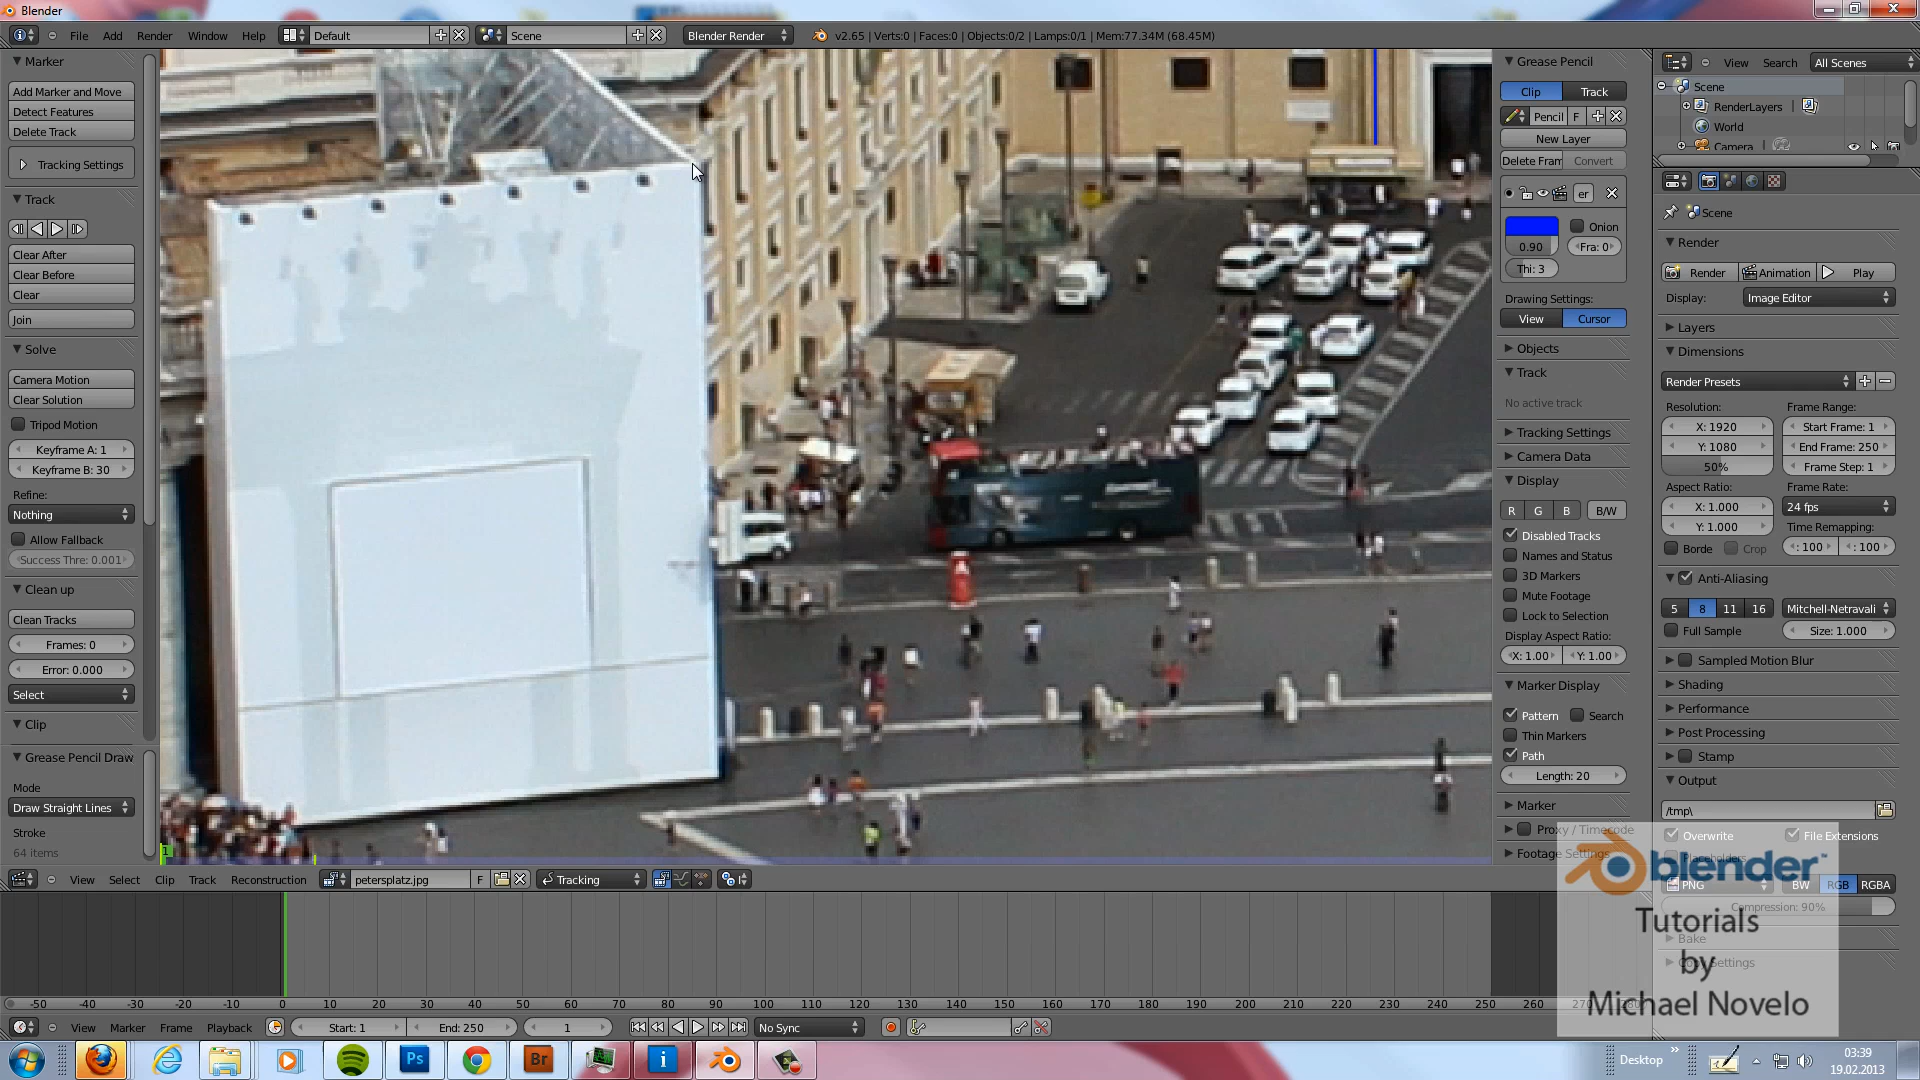 Blender
File Add Render Window Help Default Scene Blender Render v2.65 | Verts:0 | Faces:0 | Objects:0/2 | Lamps:0/1 | Mem:77.34M (68.45M)
Marker
Add Marker and Move
Detect Features
Delete Track
Tracking Settings
Track
Clear After
Clear Before
Clear
Join
Solve
Camera Motion
Camera Solution
Tripod Motion
Keyframe A: 1
Keyframe B: 30
Refine:
Nothing
Allow Fallback
Success Thre: 0.001
Clean up
Clean Tracks
Frames: 0
Error: 0.000
Select
Clip
Grease Pencil Draw
Mode
Draw Straight Lines
Stroke
64 items
1
Grease Pencil
Clip Track
Pencil F
New Layer
Delete Fram Convert
er
Onion
0.90 Fra: 0
Thi: 3
Drawing Settings:
View Cursor
Objects
Track
No active track
Tracking Settings
Camera Data
Display
R G B B/W
Disabled Tracks
Names and Status
3D Markers
Mute Footage
Lock to Selection
Display Aspect Ratio:
X: 1.00 Y: 1.00
Marker Display
Pattern Search
Thin Markers
Path
Length: 20
Marker
Proxy / Timecode
Footage Settings
View Search All Scenes
Scene
RenderLayers |
World
Camera
Scene
Render
Render Animation Play
Display: Image Editor
Layers
Dimensions
Render Presets
Resolution: Frame Range:
X: 1920 Start Frame: 1
Y: 1080 End Frame: 250
50% Frame Step: 1
Aspect Ratio: Frame Rate:
X: 1.000 24 fps
Y: 1.000 Time Remapping:
Borde Crop : 100 : 100
Anti-Aliasing
5 8 11 16 Mitchell-Netravali
Full Sample Size: 1.000
Sampled Motion Blur
Shading
Performance
Post Processing
Stamp
Output
/tmp\
Overwrite File Extensions
Placeholders
PNG BW RGB RGBA
Compression: 90%
Bake
Settings
blender™
Tutorials
by
Michael Novelo
View Select Clip Track Reconstruction petersplatz.jpg F Tracking
-50 -40 -30 -20 -10 0 10 20 30 40 50 60 70 80 90 100 110 120 130 140 150 160 170 180 190 200 210 220 230 240 250 260
View Marker Frame Playback Start: 1 End: 250 1 No Sync
Ps Br i Desktop » 03:39
19.02.2013